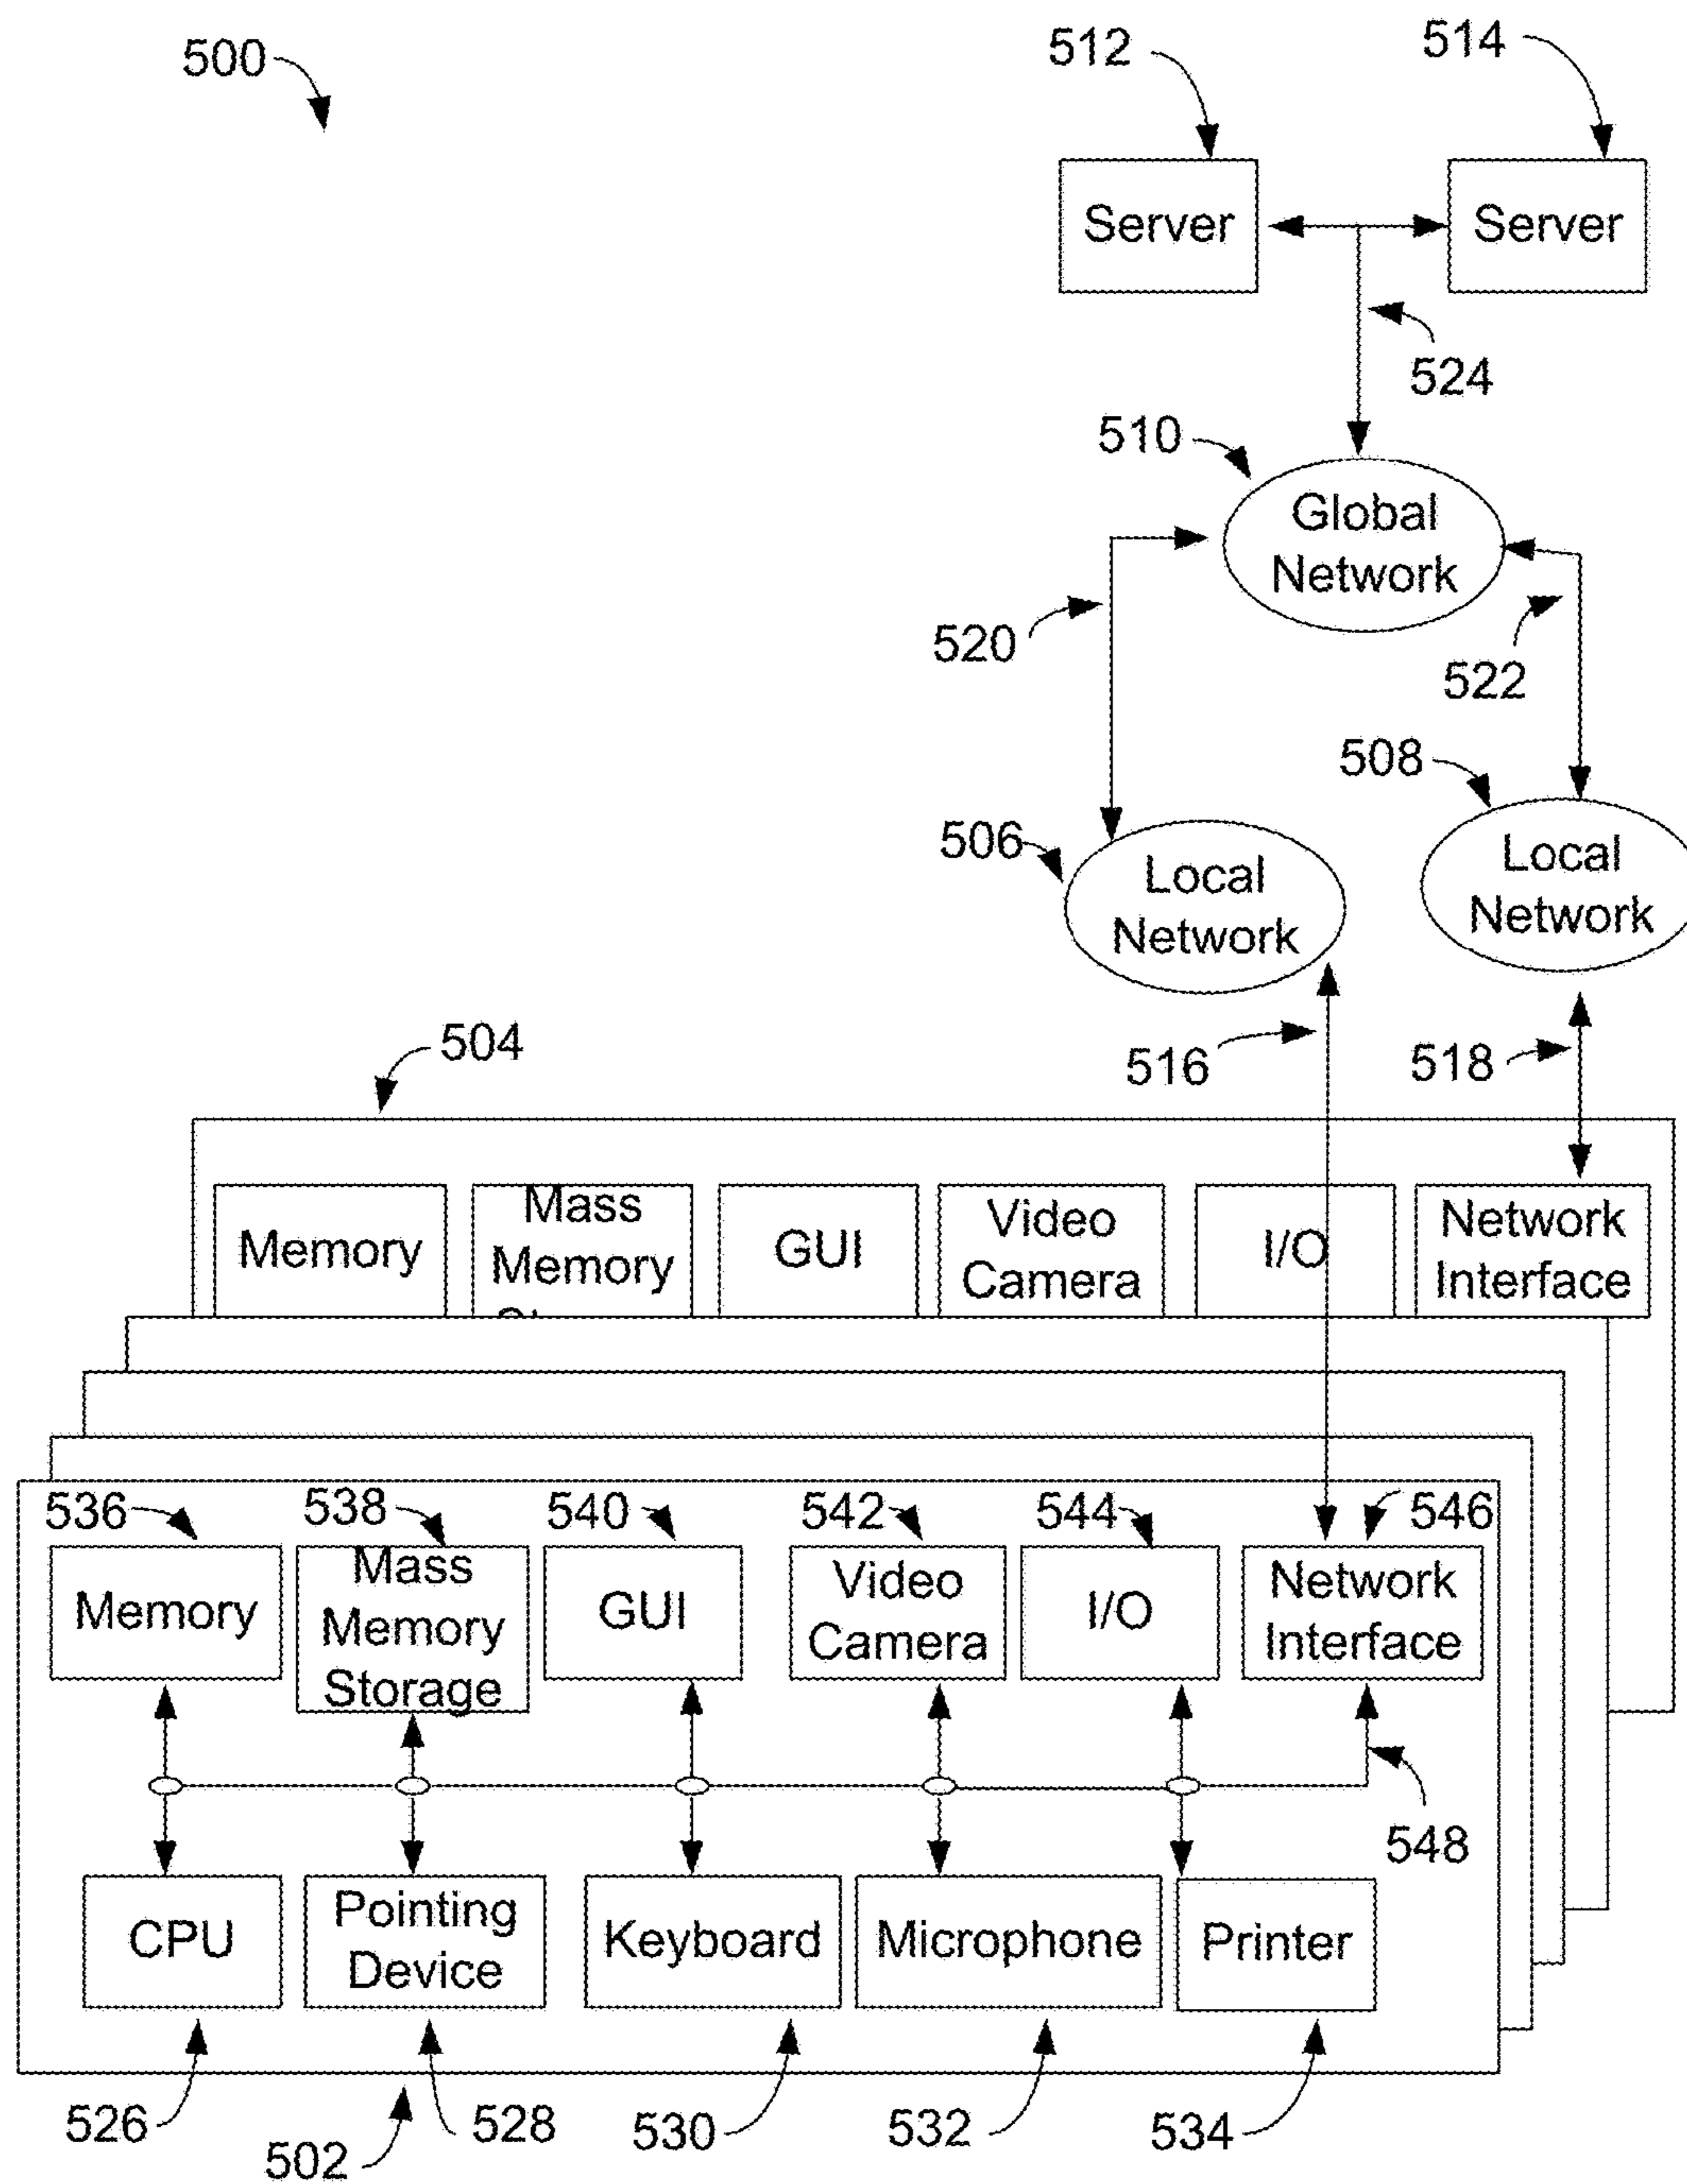 500
512
514
Server
Server
524
510
Global
Network
520
522
508
506
Local
Network
Local
Network
504
516
518
Memory
Mass
Memory
GUI
Video
Camera
I/O
Network
Interface
536
538
540
542
544
546
Memory
Mass
Memory
Storage
GUI
Video
Camera
I/O
Network
Interface
548
CPU
Pointing
Device
Keyboard
Microphone
Printer
526
502
528
530
532
534